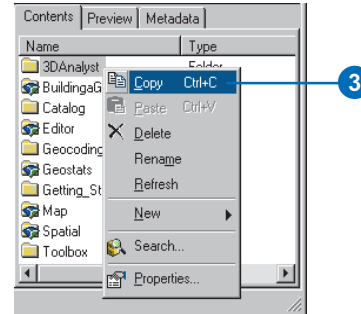 Contents Preview Metadata
Name Type
3DAnalyst Folder
BuildingaG
Catalog
Editor
Geocoding
Geostats
Getting_St
Map
Spatial
Toolbox
Copy Ctrl+C
Paste Ctrl+V
Delete
Rename
Refresh
New
Search...
Properties...
3